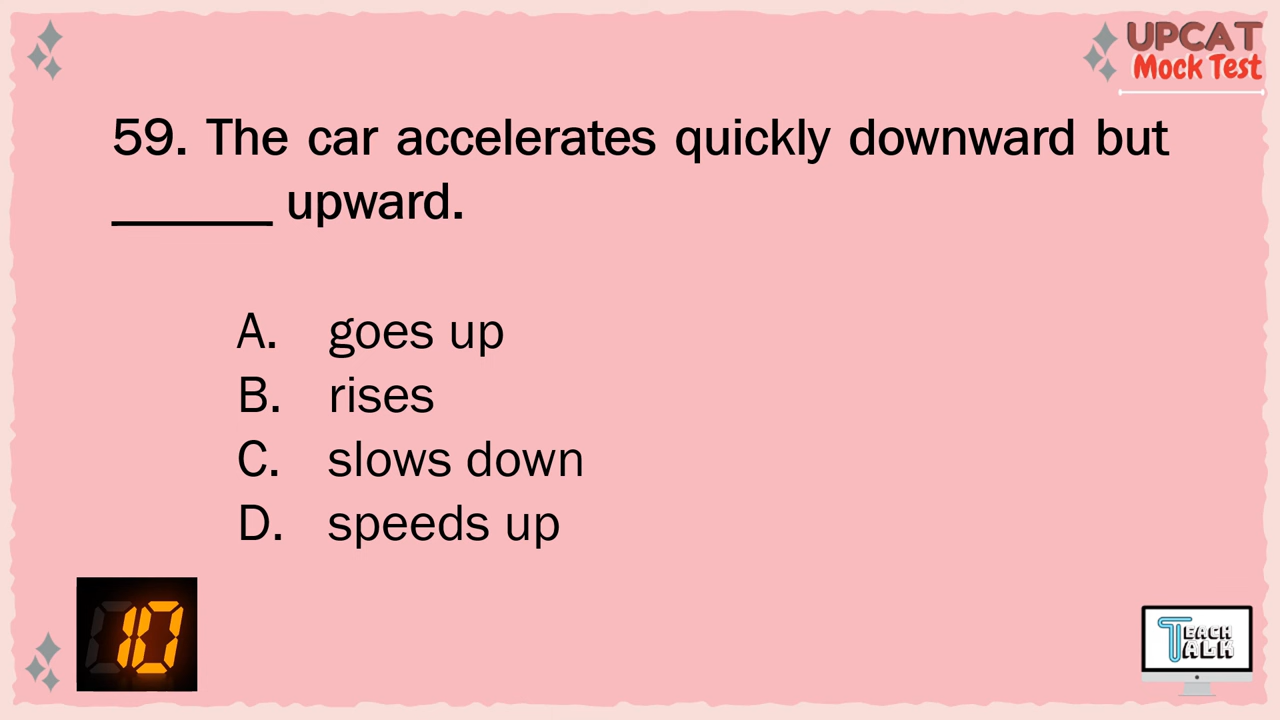 UPCAT
Mock Test
59. The car accelerates quickly downward but
______ upward.
A. goes up
B. rises
C. slows down
D. speeds up
10
TEACH
TALK